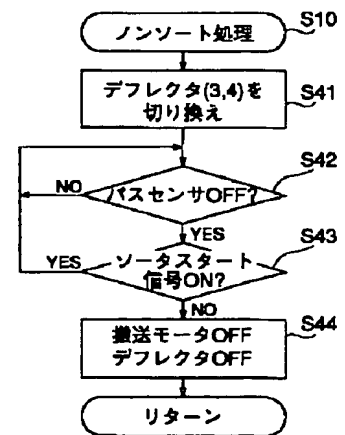 ノンソート処理
S10
デフレクタ(3,4)を
切り換え
S41
パスセンサOFF?
S42
NO
YES
ソータスタート
信号ON?
S43
YES
NO
搬送モータOFF
デフレクタOFF
S44
リターン